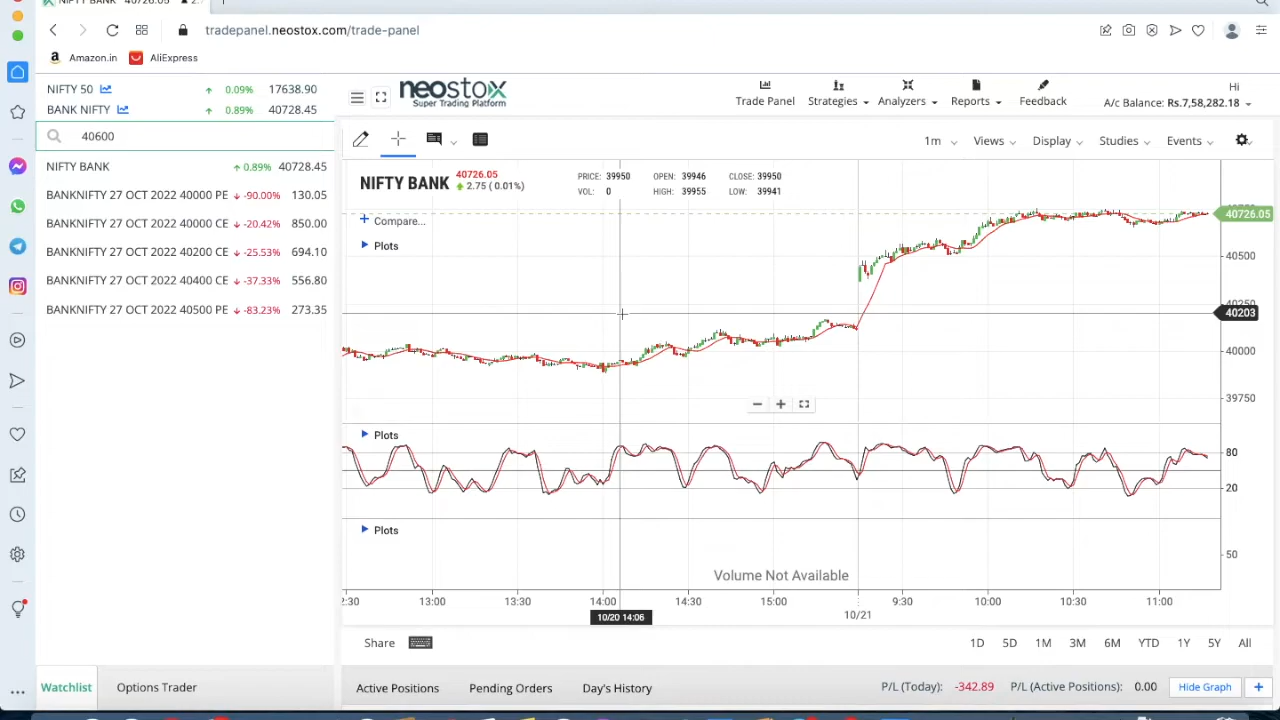 NIFTY BANK 40726.05
tradepanel.neostox.com/trade-panel
Amazon.in
AliExpress
NIFTY 50 0.09% 17638.90
BANK NIFTY 0.89% 40728.45
40600
NIFTY BANK 0.89% 40728.45
BANKNIFTY 27 OCT 2022 40000 PE -90.00% 130.05
BANKNIFTY 27 OCT 2022 40000 CE -20.42% 850.00
BANKNIFTY 27 OCT 2022 40200 CE -25.53% 694.10
BANKNIFTY 27 OCT 2022 40400 CE -37.33% 556.80
BANKNIFTY 27 OCT 2022 40500 PE -83.23% 273.35
Watchlist
Options Trader
neostox
Super Trading Platform
Trade Panel
Strategies
Analyzers
Reports
Feedback
Hi
A/c Balance: Rs.7,58,282.18
1m
Views
Display
Studies
Events
NIFTY BANK
40726.05
2.75 (0.01%)
PRICE: 39950 OPEN: 39946 CLOSE: 39950
VOL: 0 HIGH: 39955 LOW: 39941
Compare...
Plots
40726.05
40500
40203
40000
39750
Plots
80
20
Plots
50
Volume Not Available
13:00 13:30 14:00 14:30 15:00 9:30 10:00 10:30 11:00
10/20 14:06
10/21
Share
1D 5D 1M 3M 6M YTD 1Y 5Y All
Active Positions
Pending Orders
Day's History
P/L (Today): -342.89
P/L (Active Positions): 0.00
Hide Graph
+